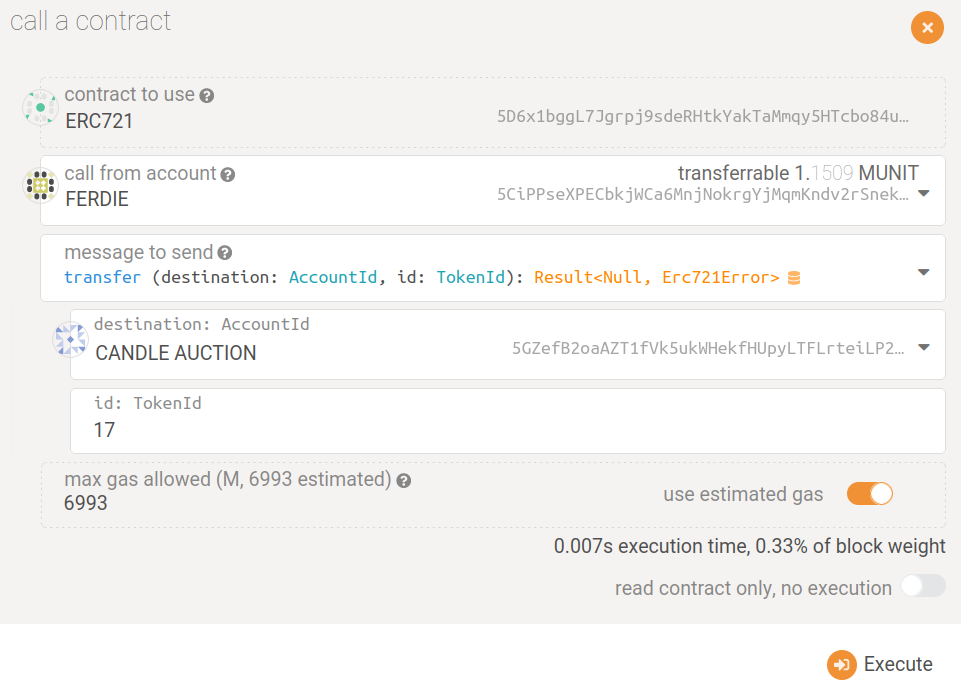 call a contract
contract to use
ERC721
5D6x1bggL7Jgrpj9sdeRHtkYakTaMmqy5HTcbo84u…
call from account
transferrable 1.1509 MUNIT
FERDIE
5CiPPseXPECbkjWCa6MnjNokrgYjMqmKndv2rSnek…
message to send
transfer (destination: AccountId, id: TokenId): Result<Null, Erc721Error>
destination: AccountId
CANDLE AUCTION
5GZefB2oaAZT1fVk5ukWHekfHUpyLTFLrteiLP2…
id: TokenId
17
max gas allowed (M, 6993 estimated)
6993
use estimated gas
0.007s execution time, 0.33% of block weight
read contract only, no execution
Execute